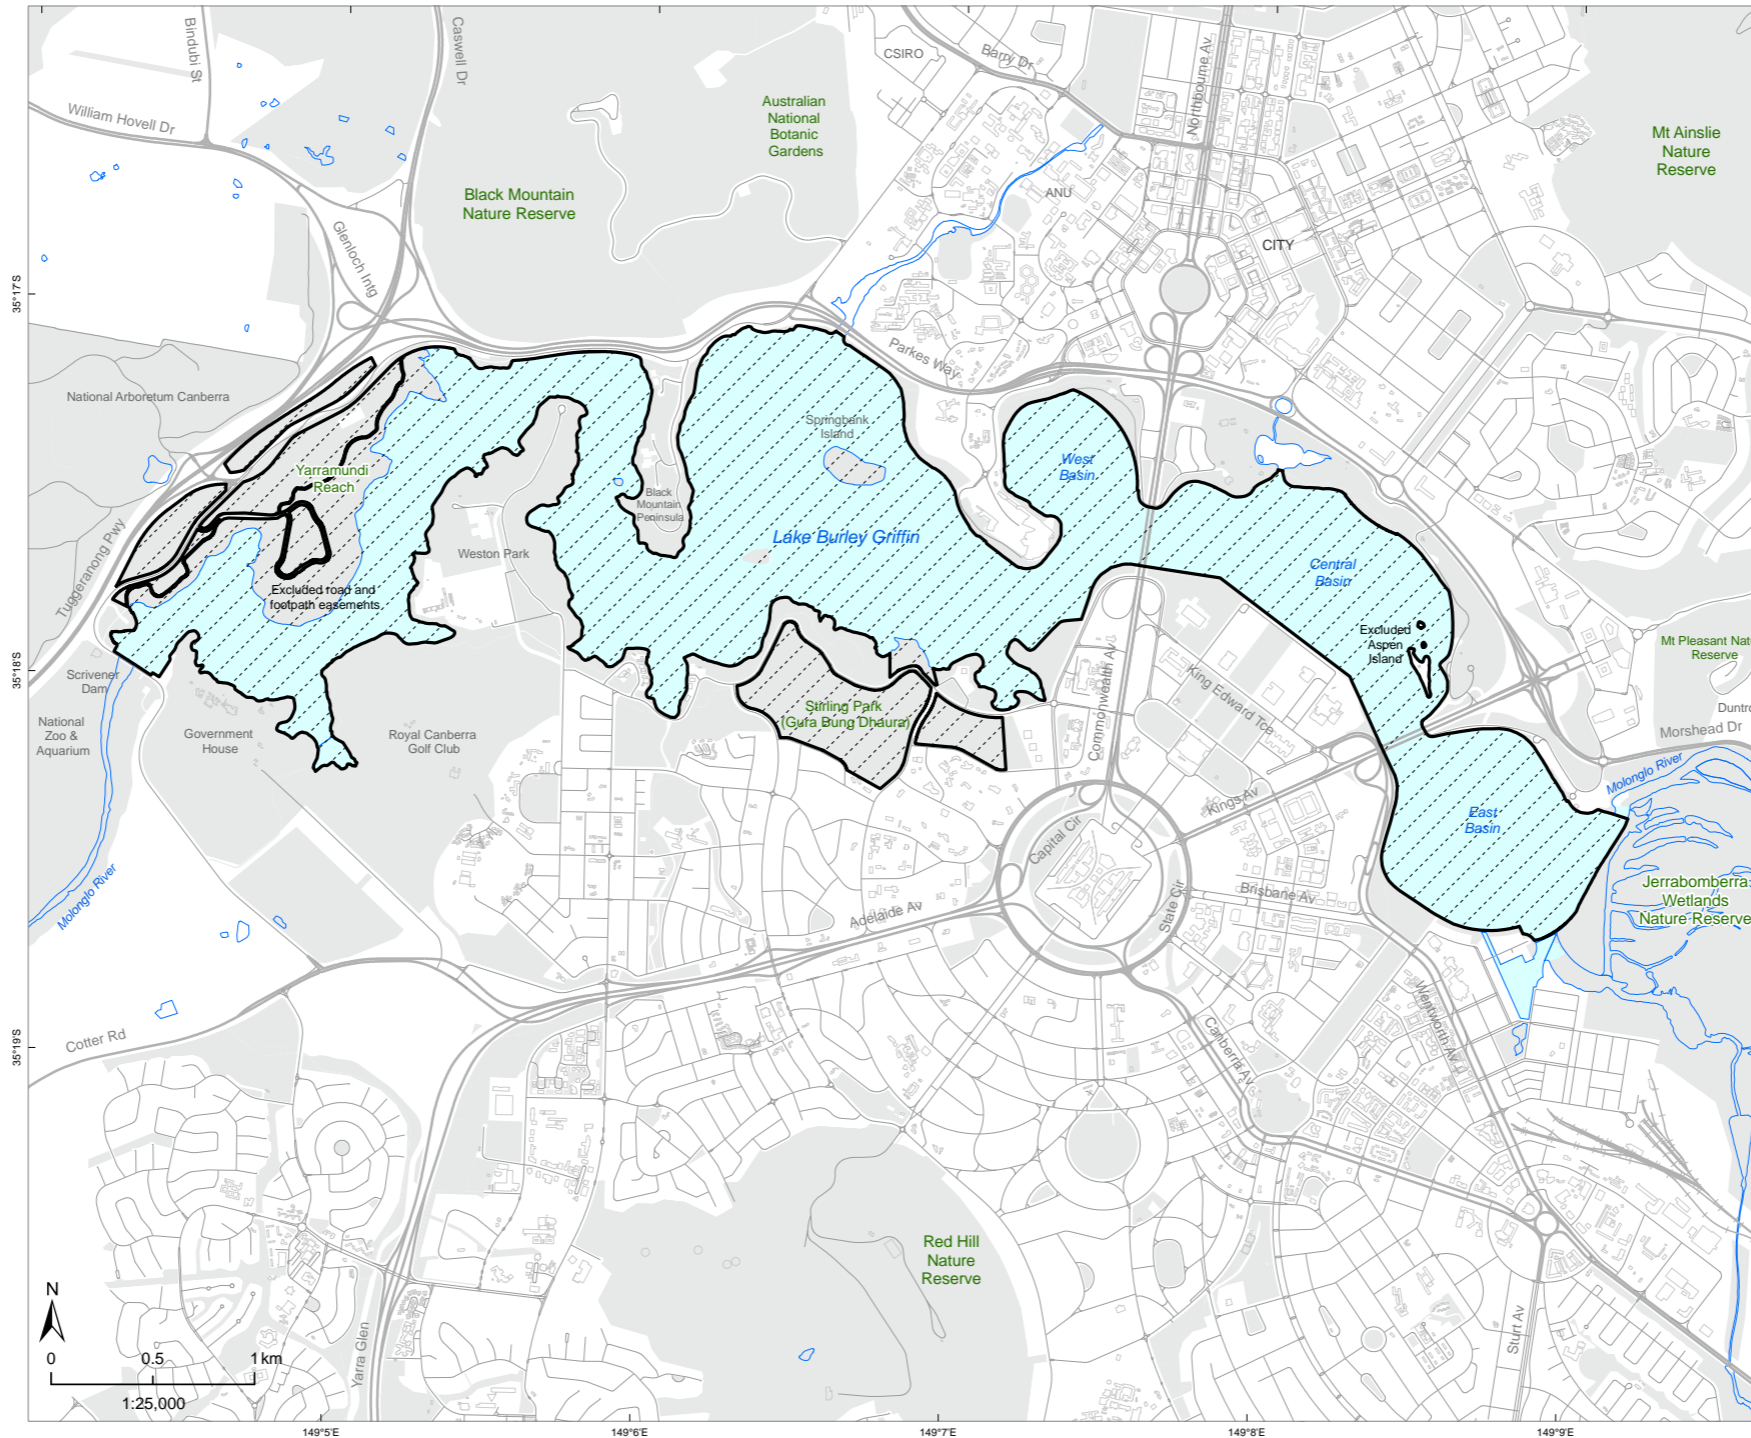 Bindubi St
Caswell Dr
William Hovell Dr
CSIRO
Barry Dr
Northbourne Av
Australian
National
Botanic
Gardens
Mt Ainslie
Nature
Reserve
Black Mountain
Nature Reserve
ANU
CITY
Glenloch Intg
35°17'S
Parkes Way
National Arboretum Canberra
Springbank
Island
West
Basin
Yarramundi
Reach
Black
Mountain
Peninsula
Lake Burley Griffin
Weston Park
Tuggeranong Pwy
Central
Basin
Excluded road and
footpath easements
Excluded
Aspen
Island
Mt Pleasant Natu
Reserve
35°18'S
Scrivener
Dam
Commonwealth Av
King Edward Tce
National
Zoo &
Aquarium
Government
House
Royal Canberra
Golf Club
Stirling Park
(Gura Bung Dhaura)
Duntro
Morshead Dr
Molonglo River
Kings Av
East
Basin
Capital Cir
Molonglo River
State Cir
Brisbane Av
Jerrabomberra
Wetlands
Nature Reserve
Adelaide Av
Wentworth Av
Cotter Rd
35°19'S
Canberra Av
Red Hill
Nature
Reserve
N
0 0.5 1 km
1:25,000
Yarra Glen
Sturt Av
149°5'E
149°6'E
149°7'E
149°8'E
149°9'E